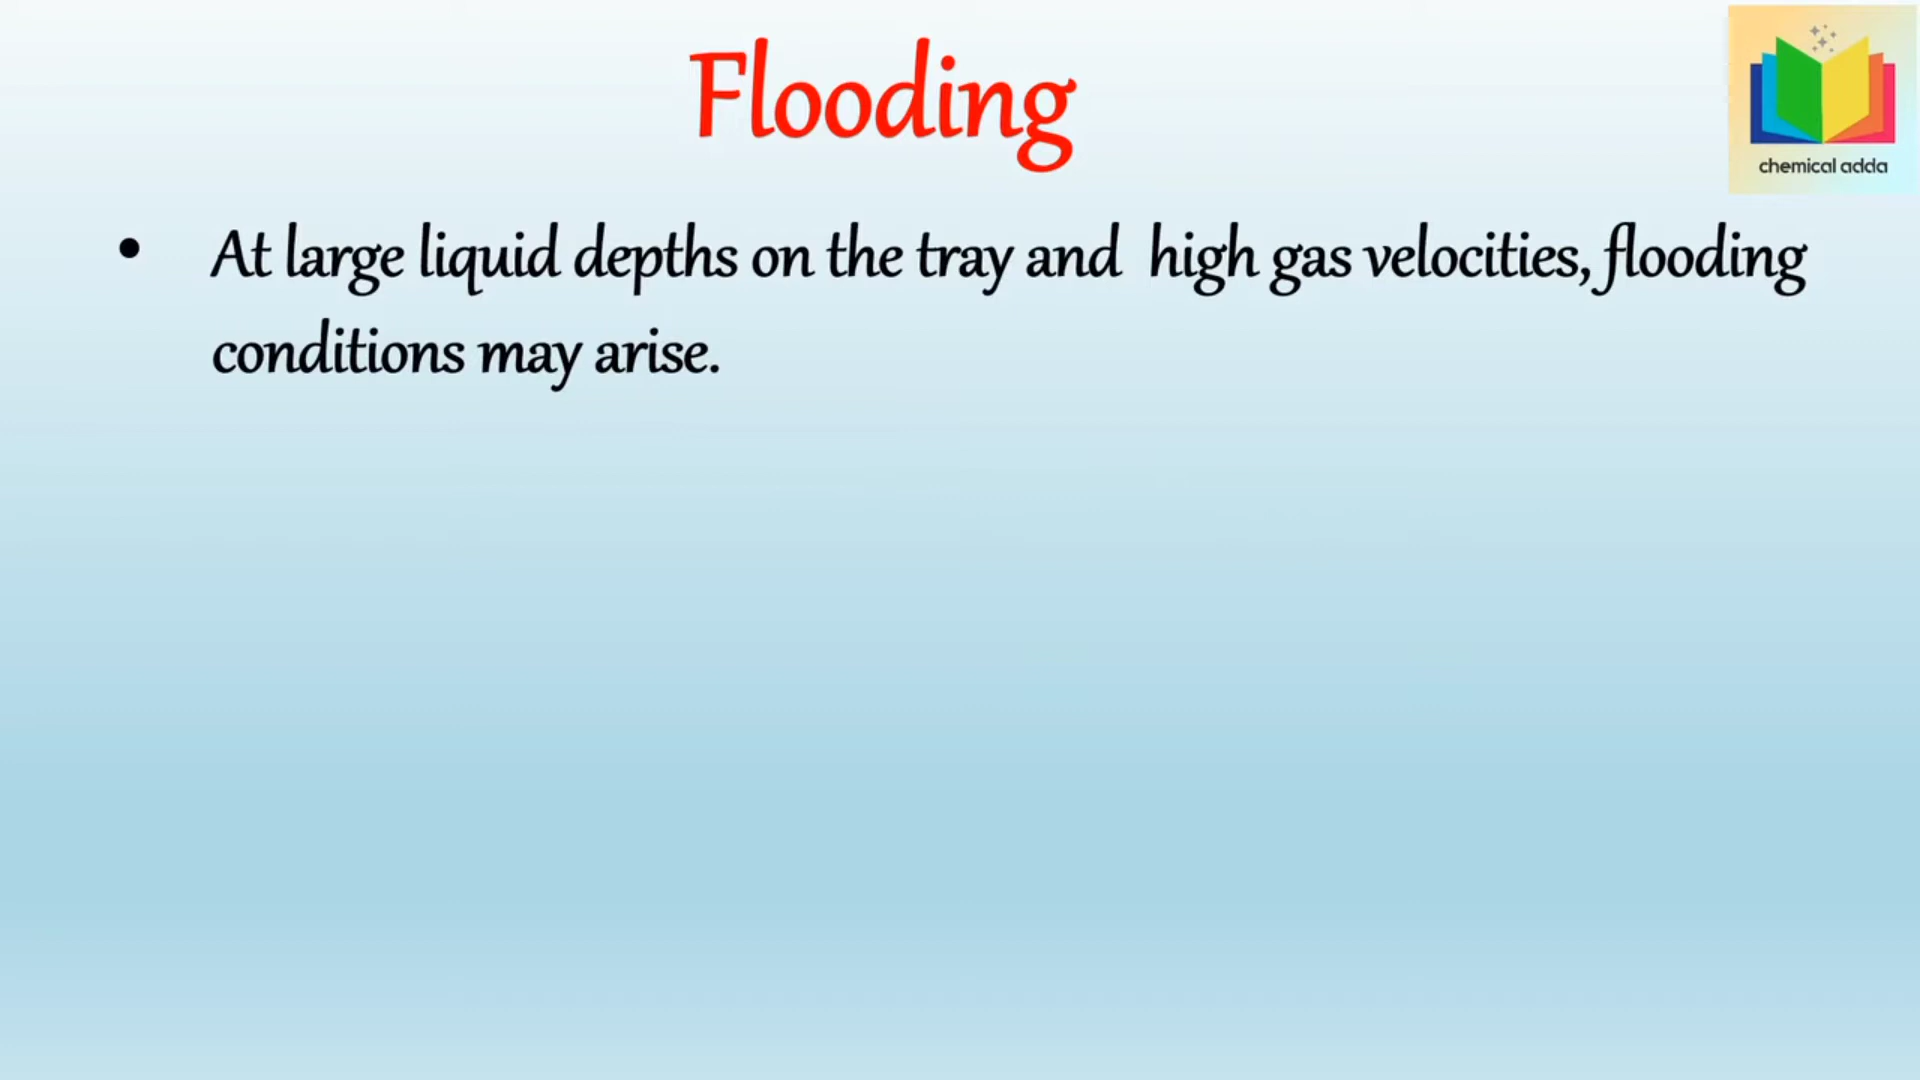 Flooding
chemical adda
• At large liquid depths on the tray and high gas velocities, flooding
conditions may arise.